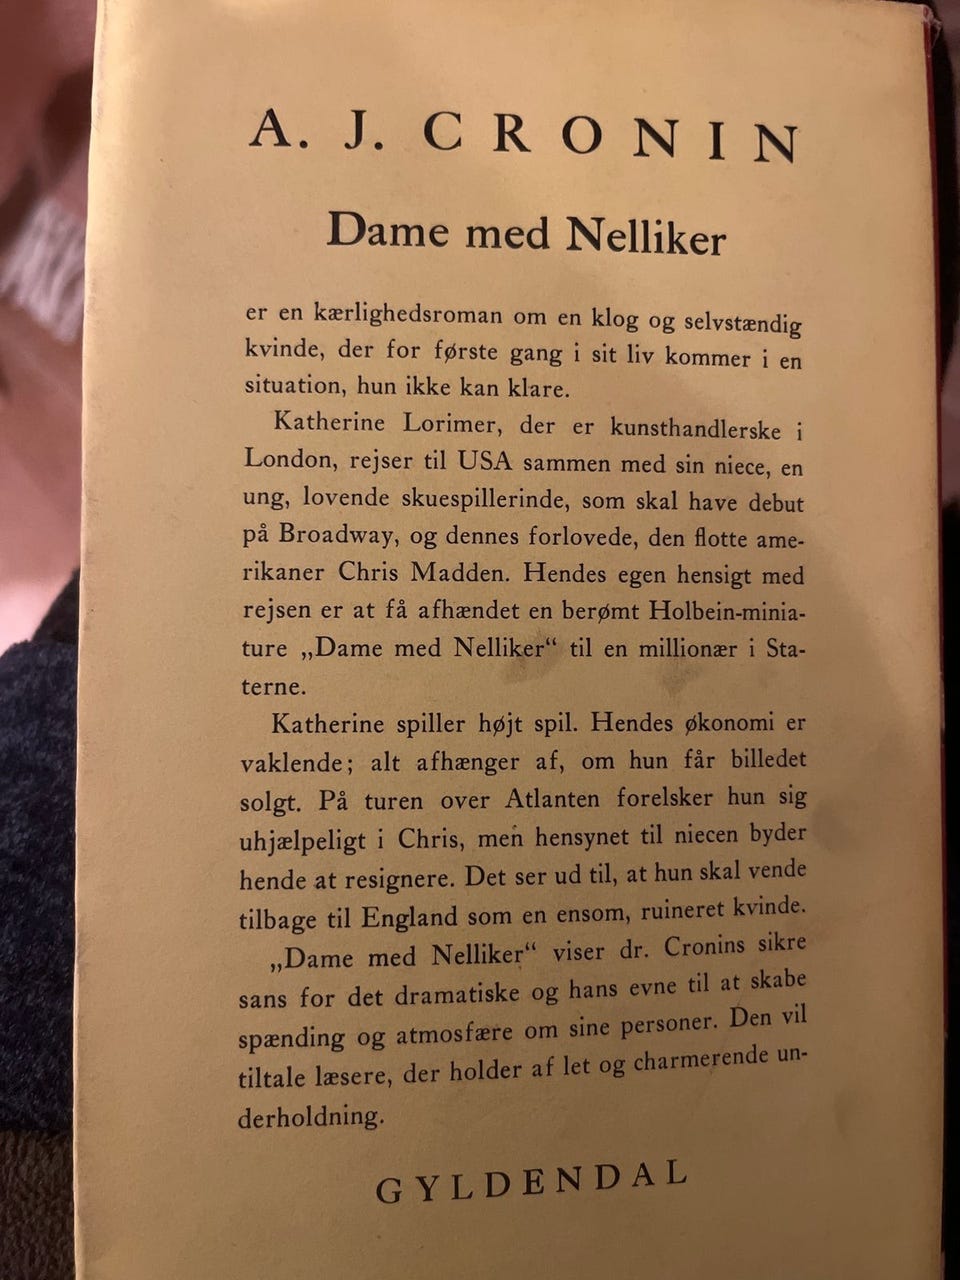 A. J. CRONIN
Dame med Nelliker
er en kærlighedsroman om en klog og selvstændig
kvinde, der for første gang i sit liv kommer i en
situation, hun ikke kan klare.
Katherine Lorimer, der er kunsthandlerske i
London, rejser til USA sammen med sin niece, en
ung, lovende skuespillerinde, som skal have debut
på Broadway, og dennes forlovede, den flotte ame-
rikaner Chris Madden. Hendes egen hensigt med
rejsen er at få afhændet en berømt Holbein-minia-
ture „Dame med Nelliker“ til en millionær i Sta-
terne.
Katherine spiller højt spil. Hendes økonomi er
vaklende; alt afhænger af, om hun får billedet
solgt. På turen over Atlanten forelsker hun sig
uhjælpeligt i Chris, men hensynet til niecen byder
hende at resignere. Det ser ud til, at hun skal vende
tilbage til England som en ensom, ruineret kvinde.
„Dame med Nelliker“ viser dr. Cronins sikre
sans for det dramatiske og hans evne til at skabe
spænding og atmosfære om sine personer. Den vil
tiltale læsere, der holder af let og charmerende un-
derholdning.
GYLDENDAL